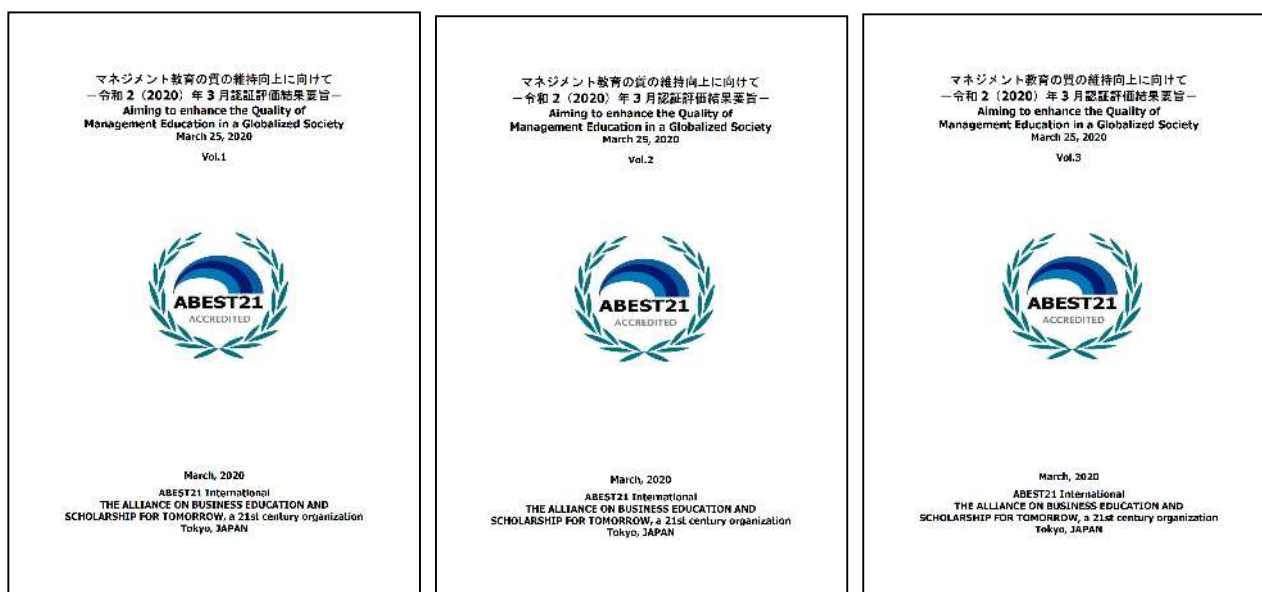 マネジメント教育の質の維持向上に向けて
－令和 2（2020）年 3 月認証評価結果要旨－
Aiming to enhance the Quality of
Management Education in a Globalized Society
March 25, 2020
Vol.1
ABEST21
ACCREDITED
March, 2020
ABEST21 International
THE ALLIANCE ON BUSINESS EDUCATION AND
SCHOLARSHIP FOR TOMORROW, a 21st century organization
Tokyo, JAPAN
マネジメント教育の質の維持向上に向けて
－令和 2（2020）年 3 月認証評価結果要旨－
Aiming to enhance the Quality of
Management Education in a Globalized Society
March 25, 2020
Vol.2
ABEST21
ACCREDITED
March, 2020
ABEST21 International
THE ALLIANCE ON BUSINESS EDUCATION AND
SCHOLARSHIP FOR TOMORROW, a 21st century organization
Tokyo, JAPAN
マネジメント教育の質の維持向上に向けて
－令和 2（2020）年 3 月認証評価結果要旨－
Aiming to enhance the Quality of
Management Education in a Globalized Society
March 25, 2020
Vol.3
ABEST21
ACCREDITED
March, 2020
ABEST21 International
THE ALLIANCE ON BUSINESS EDUCATION AND
SCHOLARSHIP FOR TOMORROW, a 21st century organization
Tokyo, JAPAN